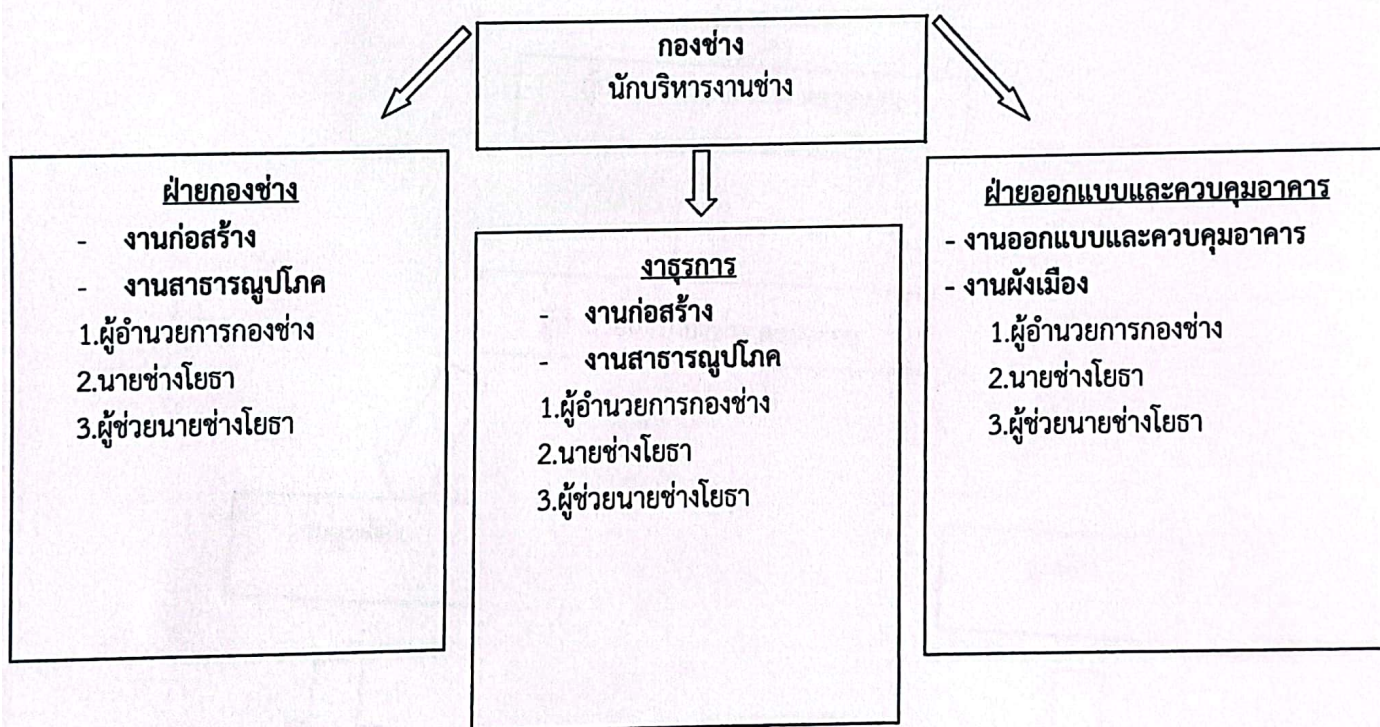 กองช่าง
นักบริหารงานช่าง
ฝ่ายกองช่าง
- งานก่อสร้าง
- งานสาธารณูปโภค
1.ผู้อำนวยการกองช่าง
2.นายช่างโยธา
3.ผู้ช่วยนายช่างโยธา
งาธุรการ
- งานก่อสร้าง
- งานสาธารณูปโภค
1.ผู้อำนวยการกองช่าง
2.นายช่างโยธา
3.ผู้ช่วยนายช่างโยธา
ฝ่ายออกแบบและควบคุมอาคาร
- งานออกแบบและควบคุมอาคาร
- งานผังเมือง
1.ผู้อำนวยการกองช่าง
2.นายช่างโยธา
3.ผู้ช่วยนายช่างโยธา